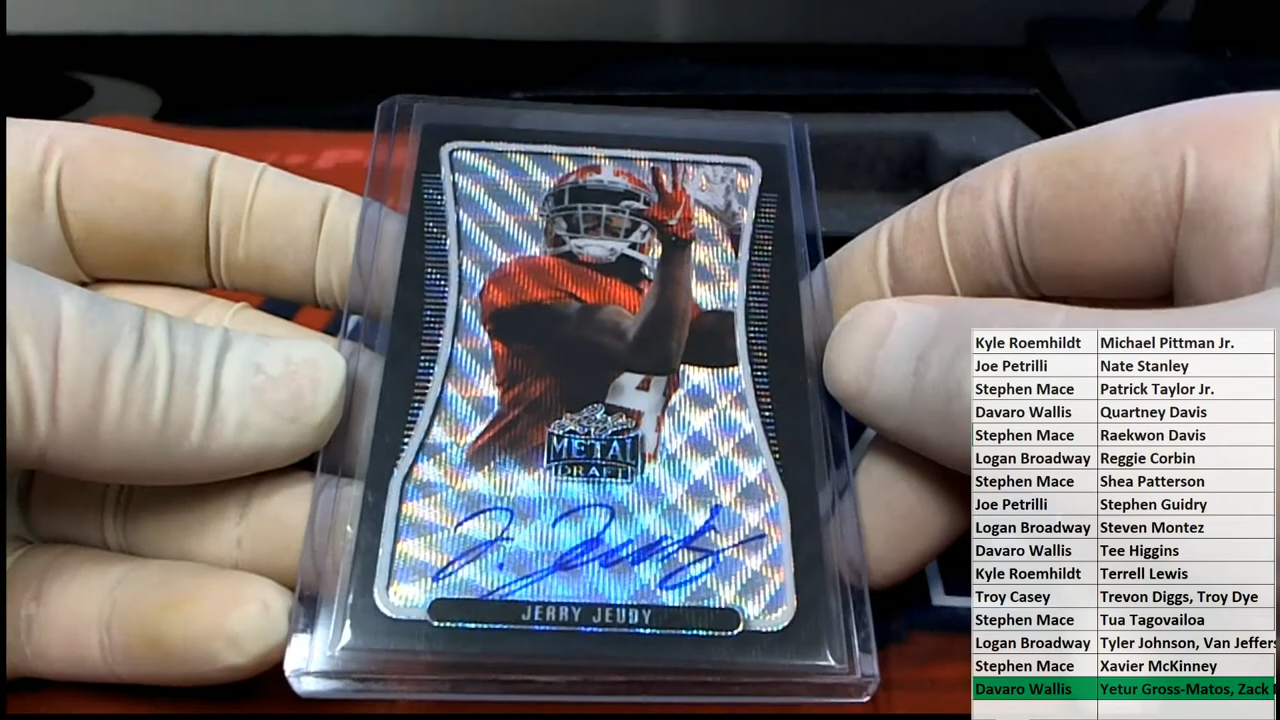 Leaf
METAL
DRAFT
J. Jeudy
JERRY JEUDY
Kyle Roemhildt Michael Pittman Jr.
Joe Petrilli Nate Stanley
Stephen Mace Patrick Taylor Jr.
Davaro Wallis Quartney Davis
Stephen Mace Raekwon Davis
Logan Broadway Reggie Corbin
Stephen Mace Shea Patterson
Joe Petrilli Stephen Guidry
Logan Broadway Steven Montez
Davaro Wallis Tee Higgins
Kyle Roemhildt Terrell Lewis
Troy Casey Trevon Diggs, Troy Dye
Stephen Mace Tua Tagovailoa
Logan Broadway Tyler Johnson, Van Jeffers
Stephen Mace Xavier McKinney
Davaro Wallis Yetur Gross-Matos, Zack